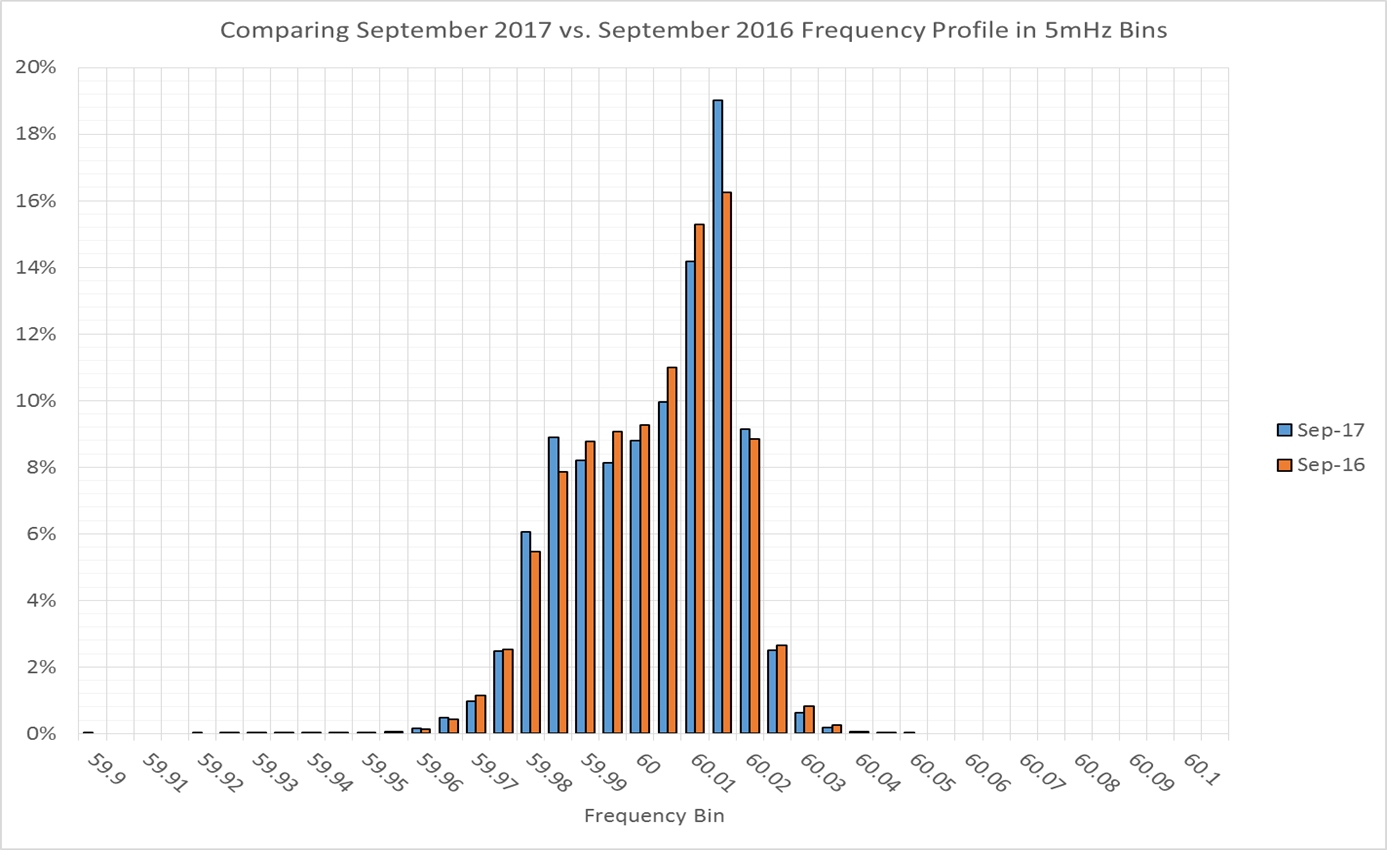 Comparing September 2017 vs. September 2016 Frequency Profile in 5mHz Bins
20%
18%
16%
14%
12%
10%
8%
6%
4%
2%
0%
Sep-17
Sep-16
59.9 59.91 59.92 59.93 59.94 59.95 59.96 59.97 59.98 59.99 60 60.01 60.02 60.03 60.04 60.05 60.06 60.07 60.08 60.09 60.1
Frequency Bin